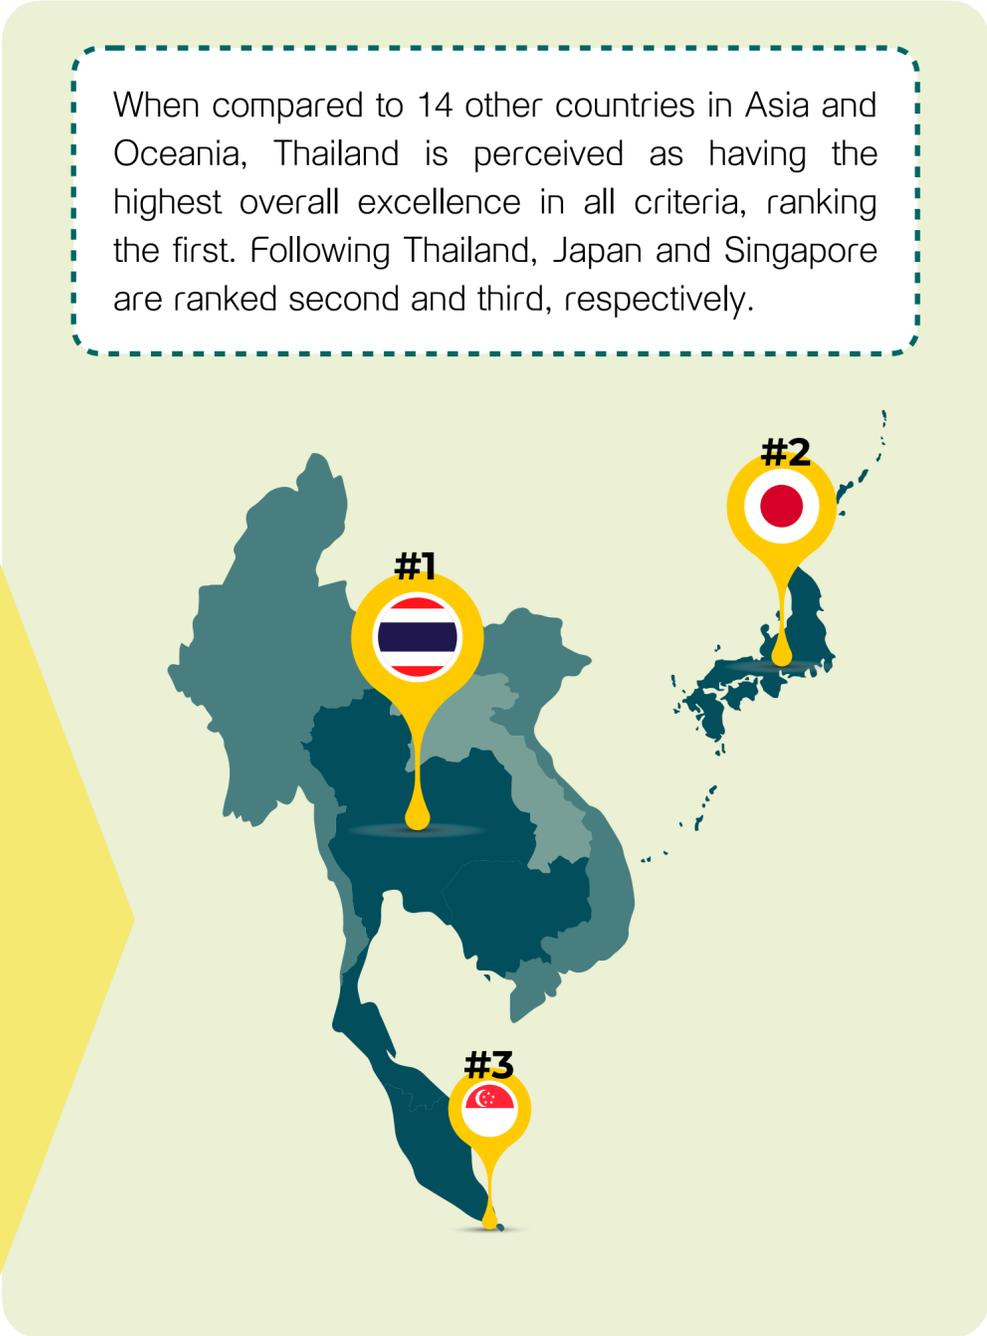 When compared to 14 other countries in Asia and
Oceania, Thailand is perceived as having the
highest overall excellence in all criteria, ranking
the first. Following Thailand, Japan and Singapore
are ranked second and third, respectively.
#2
#1
#3